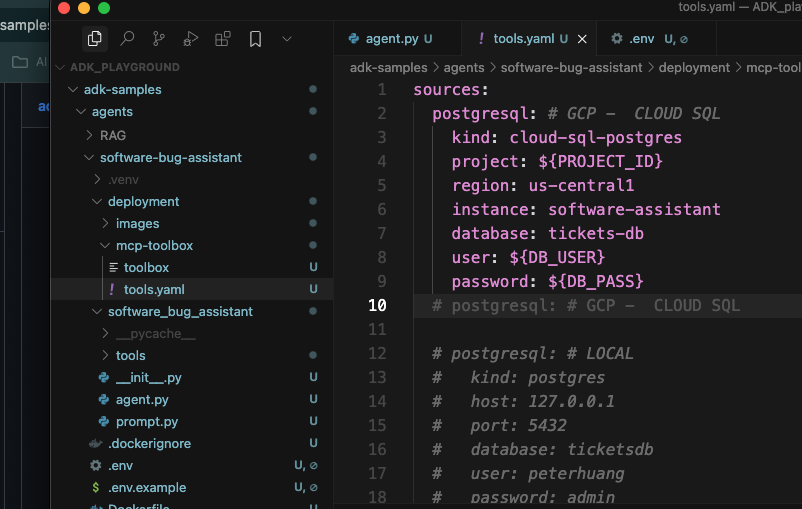 tools.yaml — ADK_
samples
agent.py U
! tools.yaml U ×
.env U,
AI
ADK_PLAYGROUND
adk-samples
agents
RAG
software-bug-assistant
.venv
deployment
images
mcp-toolbox
toolbox U
! tools.yaml U
software_bug_assistant
__pycache__
tools
__init__.py U
agent.py U
prompt.py U
.dockerignore U
.env U,
$ .env.example U,
Dockerfile U
adk-samples > agents > software-bug-assistant > deployment > mcp-tool
1 sources:
2 postgresql: # GCP - CLOUD SQL
3 kind: cloud-sql-postgres
4 project: ${PROJECT_ID}
5 region: us-central1
6 instance: software-assistant
7 database: tickets-db
8 user: ${DB_USER}
9 password: ${DB_PASS}
10 # postgresql: # GCP - CLOUD SQL
11
12 # postgresql: # LOCAL
13 # kind: postgres
14 # host: 127.0.0.1
15 # port: 5432
16 # database: ticketsdb
17 # user: peterhuang
18 # password: admin